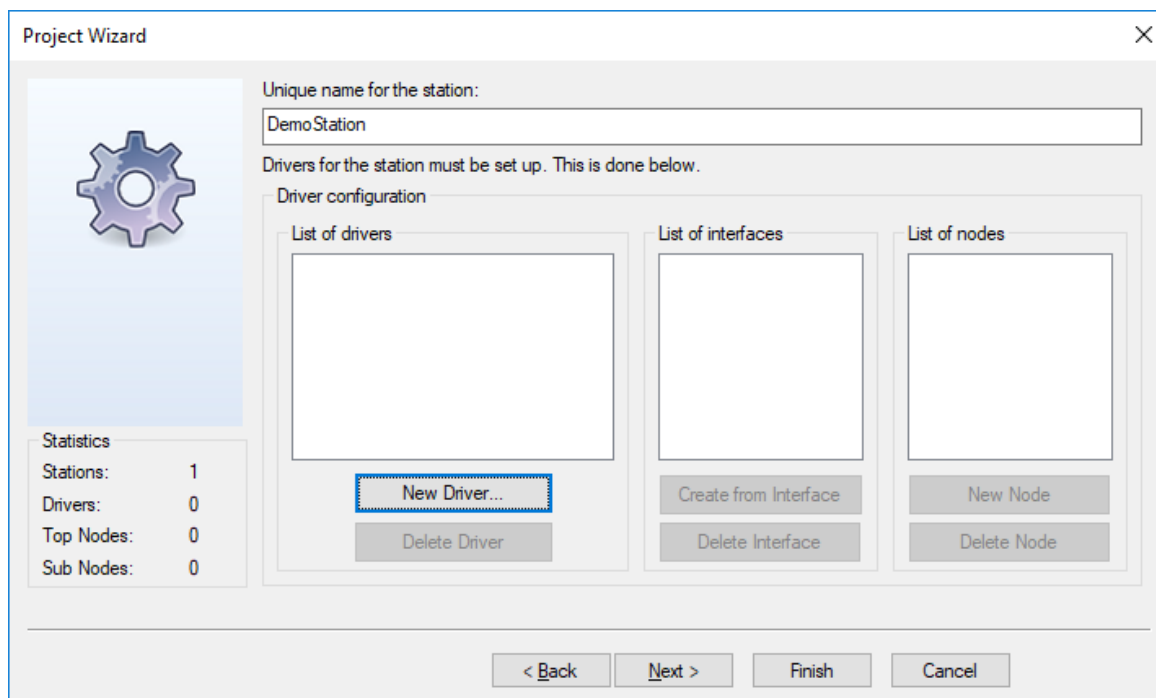 Project Wizard
Unique name for the station:
DemoStation
Drivers for the station must be set up. This is done below.
Driver configuration
List of drivers
List of interfaces
List of nodes
New Driver...
Create from Interface
New Node
Delete Driver
Delete Interface
Delete Node
Statistics
Stations: 1
Drivers: 0
Top Nodes: 0
Sub Nodes: 0
< Back
Next >
Finish
Cancel